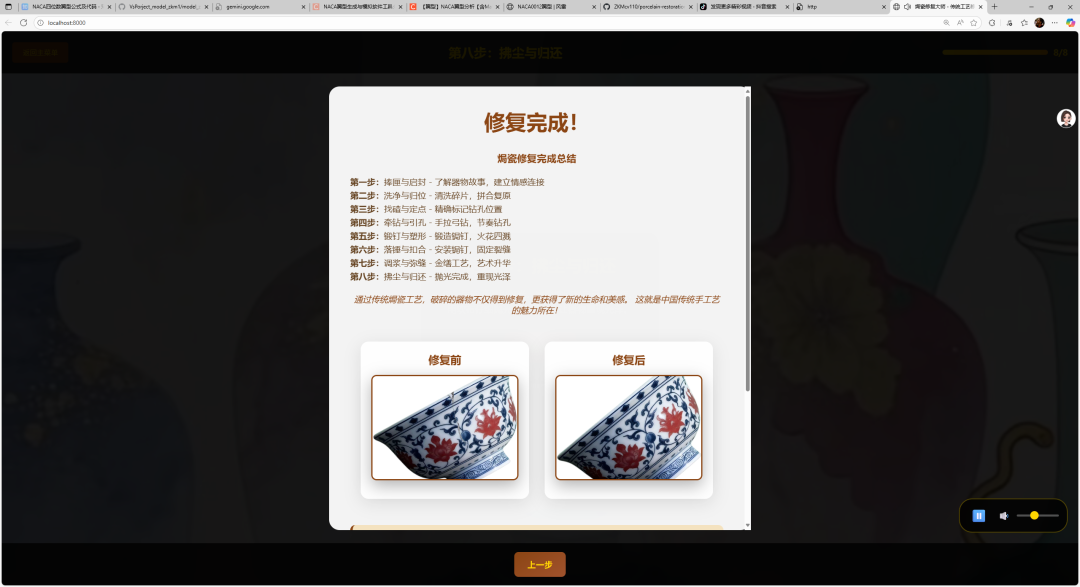 NACA四位数翼型公式及代码 -
gemini.google.com
NACA翼型生成与模拟软件工具
【翼型】NACA翼型分析【含Ma
NACA0012翼型 | 风雷
ZKMcx110/porcelain-restoratio
发现更多精彩视频 - 抖音搜索
http
焗瓷修复大师 - 传统工艺
localhost:8000
第八步：拂尘与归还
8/8
修复完成！
焗瓷修复完成总结
第一步：捧匣与启封 - 了解器物故事，建立情感连接
第二步：洗净与归位 - 清洗碎片，拼合复原
第三步：找碴与定点 - 精确标记钻孔位置
第四步：牵钻与引孔 - 手拉弓钻，节奏钻孔
第五步：锻钉与塑形 - 锻造锔钉，火花四溅
第六步：落锤与扣合 - 安装锔钉，固定裂缝
第七步：调浆与弥缝 - 金缮工艺，艺术升华
第八步：拂尘与归还 - 抛光完成，重现光泽
通过传统焗瓷工艺，破碎的器物不仅得到修复，更获得了新的生命和美感。 这就是中国传统手工艺
的魅力所在！
修复前
修复后
上一步